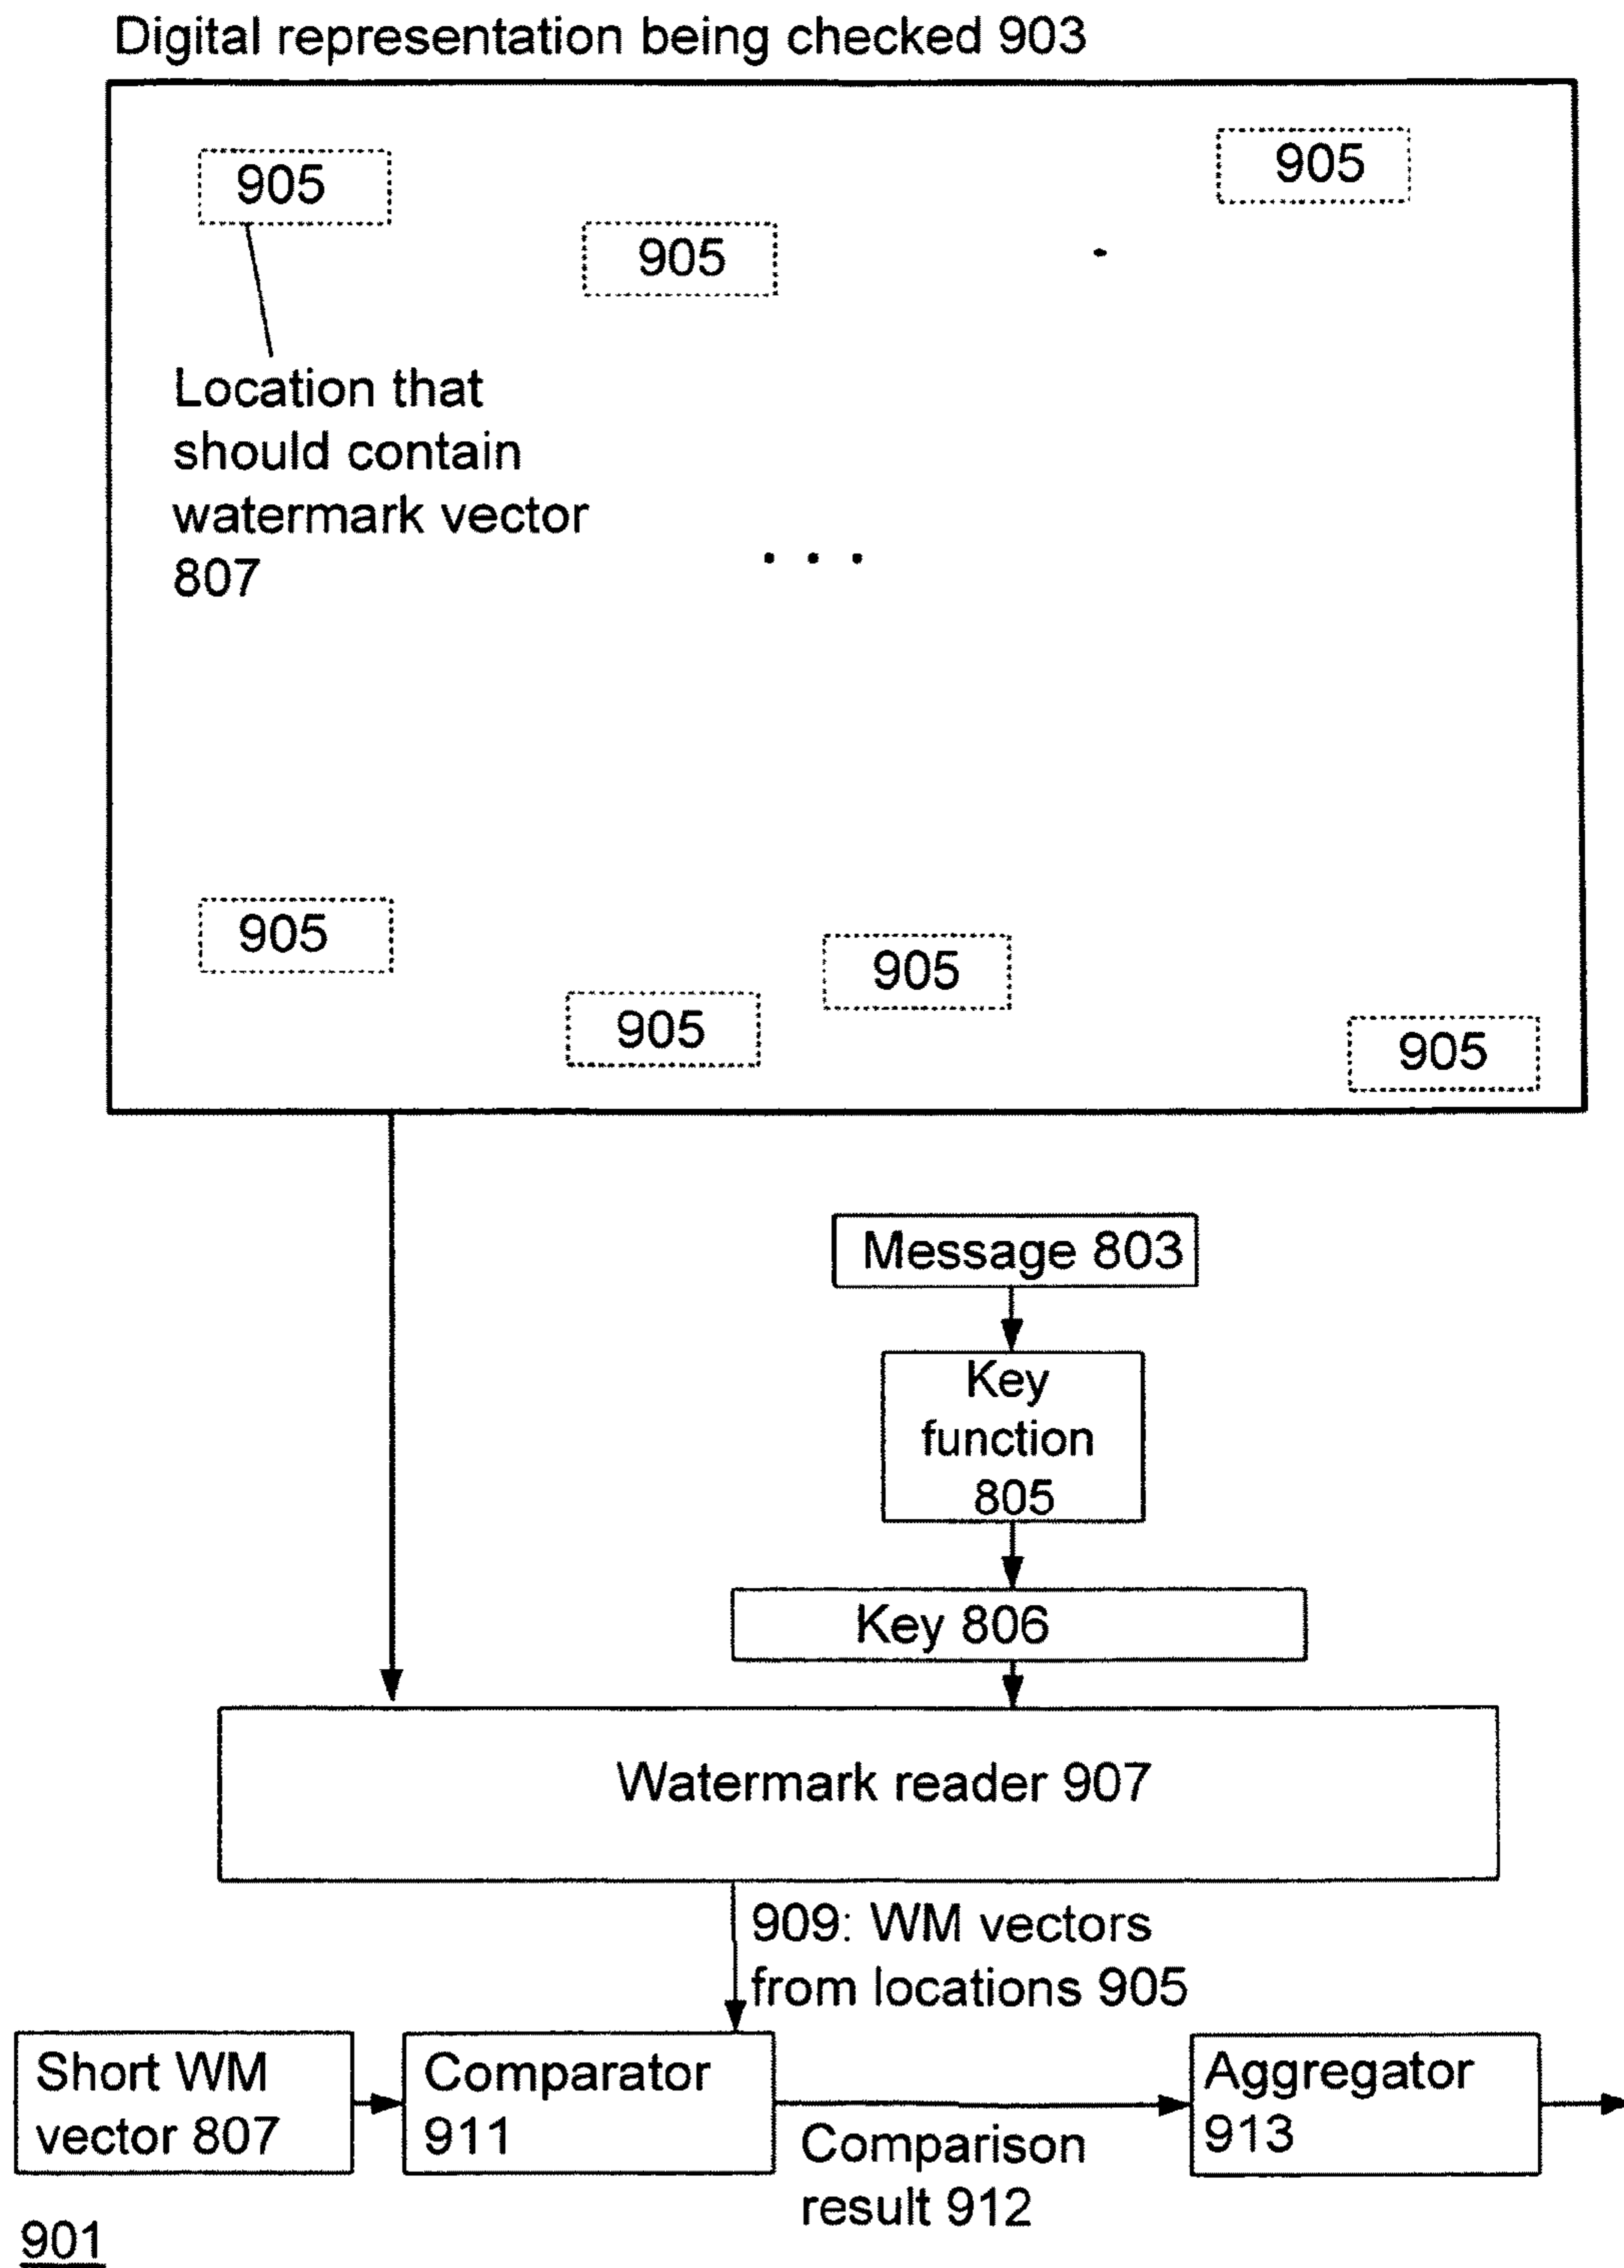 Digital representation being checked 903
905
905
905
Location that
should contain
watermark vector
807
. . .
905
905
905
905
Message 803
Key
function
805
Key 806
Watermark reader 907
909: WM vectors
from locations 905
Short WM
vector 807
Comparator
911
Comparison
result 912
Aggregator
913
901